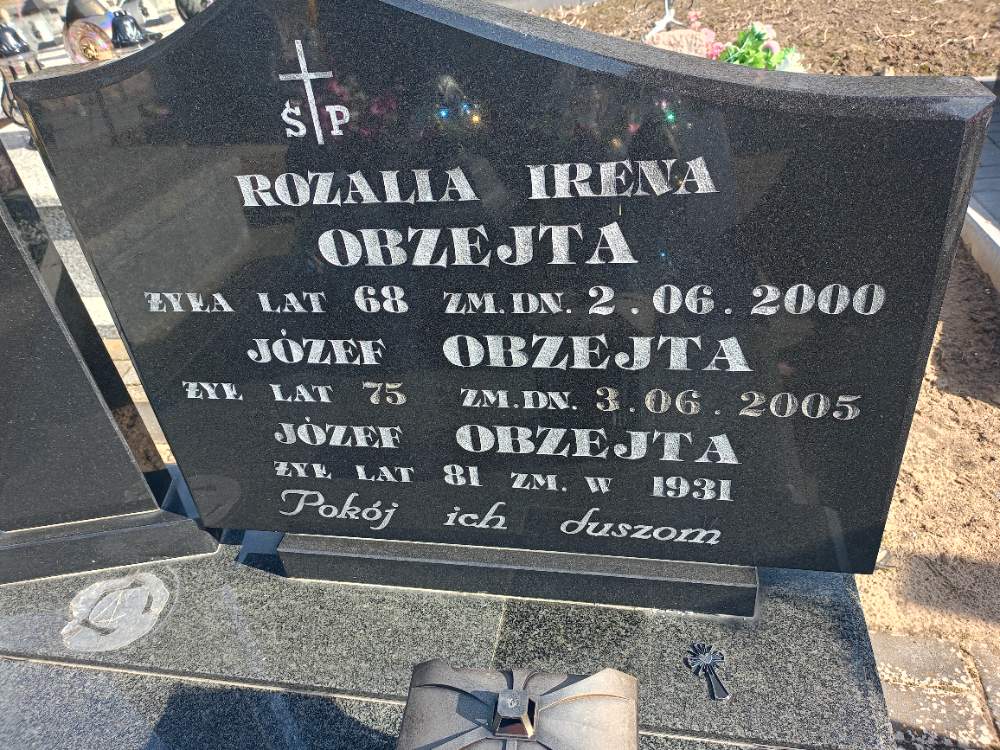 S P
ROZALIA IRENA
OBZEJTA
ŻYŁA LAT 68 ZM. DN. 2. 06. 2000
JÓZEF OBZEJTA
ŻYŁ LAT 75 ZM. DN. 3. 06. 2005
JÓZEF OBZEJTA
ŻYŁ LAT 81 ZM. W 1931
Pokój ich duszom